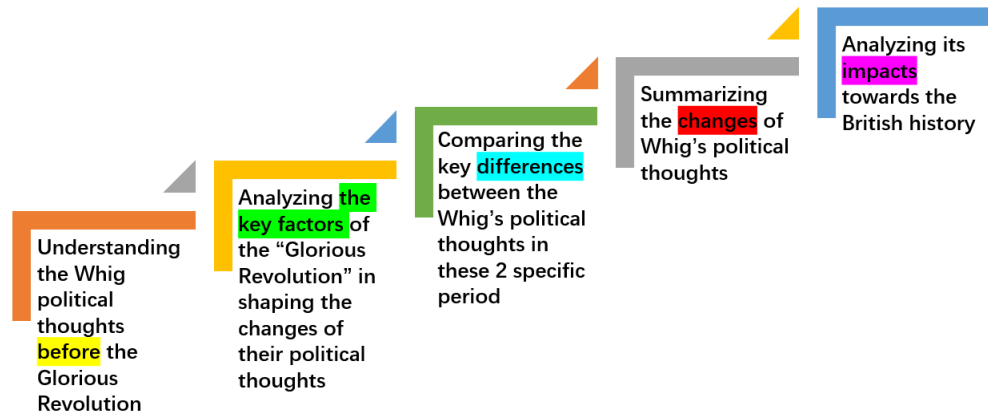 Understanding
the Whig
political
thoughts
before the
Glorious
Revolution
Analyzing the
key factors of
the “Glorious
Revolution” in
shaping the
changes of
their political
thoughts
Comparing the
key differences
between the
Whig’s political
thoughts in
these 2 specific
period
Summarizing
the changes of
Whig’s political
thoughts
Analyzing its
impacts
towards the
British history